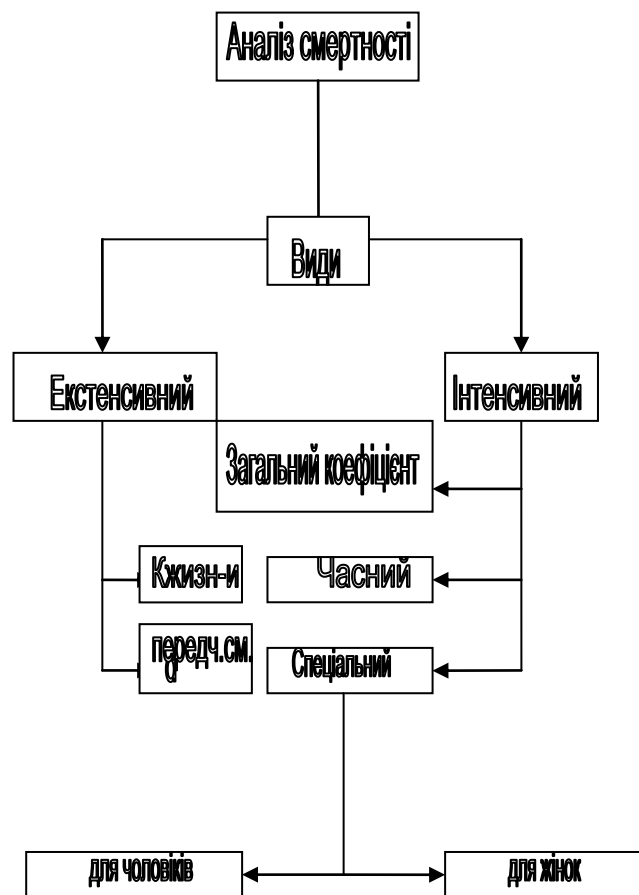 Аналіз смертності
Види
Екстенсивний
Інтенсивний
Загальний коефіцієнт
Кжизн-и
Часний
передч.см.
Спеціальний
для чоловіків
для жінок